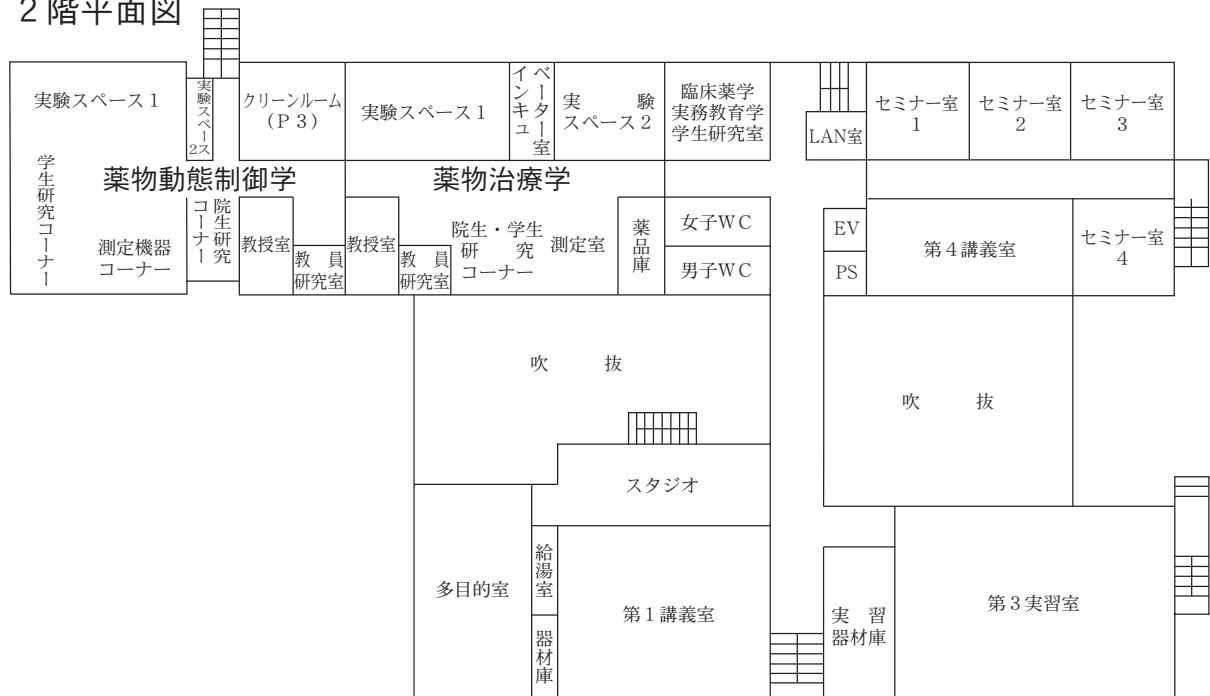 ２階平面図
実験スペース１
実験スペース
2
クリーンルーム
（Ｐ３）
実験スペース１
インキュ
ベーター室
実　験
スペース２
臨床薬学
実務教育学
学生研究室
LAN室
セミナー室
1
セミナー室
2
セミナー室
3
学生研究コーナー
薬物動態制御学
薬物治療学
測定機器
コーナー
院生研究
コーナー
教授室
教　員
研究室
教授室
教　員
研究室
院生・学生
研　究
コーナー
測定室
薬品庫
女子ＷＣ
男子ＷＣ
EV
PS
第４講義室
セミナー室
4
吹　抜
吹　抜
スタジオ
多目的室
給湯室
器材庫
第１講義室
実　習
器材庫
第３実習室